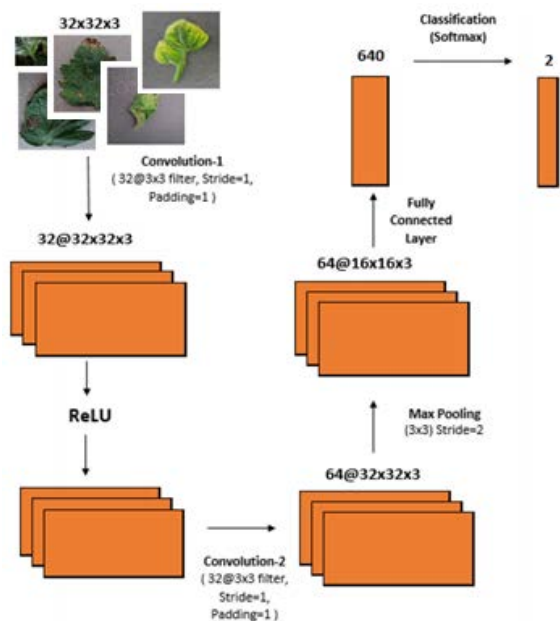 32x32x3
Convolution-1
( 32@3x3 filter, Stride=1,
Padding=1 )
32@32x32x3
ReLU
Convolution-2
( 32@3x3 filter,
Stride=1,
Padding=1 )
64@32x32x3
Max Pooling
(3x3) Stride=2
64@16x16x3
Fully
Connected
Layer
640
Classification
(Softmax)
2